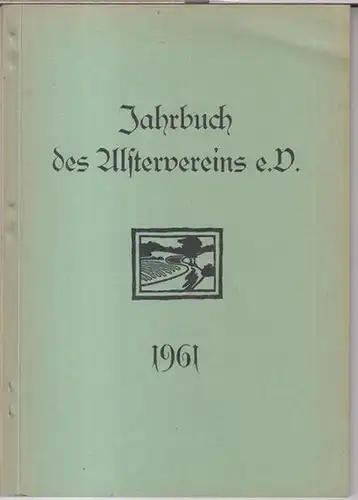 Jahrbuch
des Alſtervereins e.V.
1961